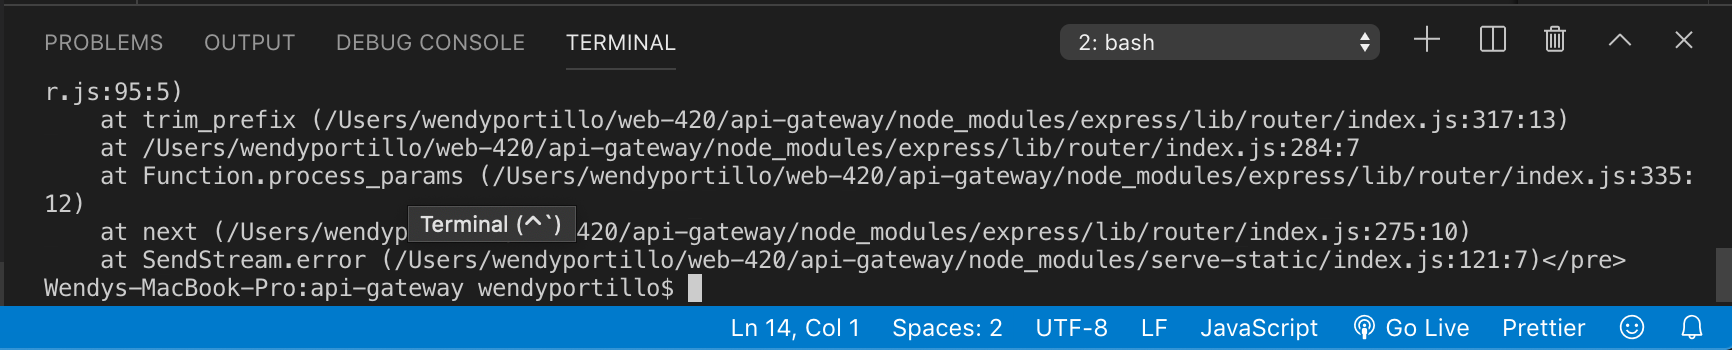 PROBLEMS OUTPUT DEBUG CONSOLE TERMINAL 2: bash
r.js:95:5)
at trim_prefix (/Users/wendyportillo/web-420/api-gateway/node_modules/express/lib/router/index.js:317:13)
at /Users/wendyportillo/web-420/api-gateway/node_modules/express/lib/router/index.js:284:7
at Function.process_params (/Users/wendyportillo/web-420/api-gateway/node_modules/express/lib/router/index.js:335:
12)
Terminal (^`)
at next (/Users/wendyp 420/api-gateway/node_modules/express/lib/router/index.js:275:10)
at SendStream.error (/Users/wendyportillo/web-420/api-gateway/node_modules/serve-static/index.js:121:7)</pre>
Wendys-MacBook-Pro:api-gateway wendyportillo$
Ln 14, Col 1 Spaces: 2 UTF-8 LF JavaScript Go Live Prettier